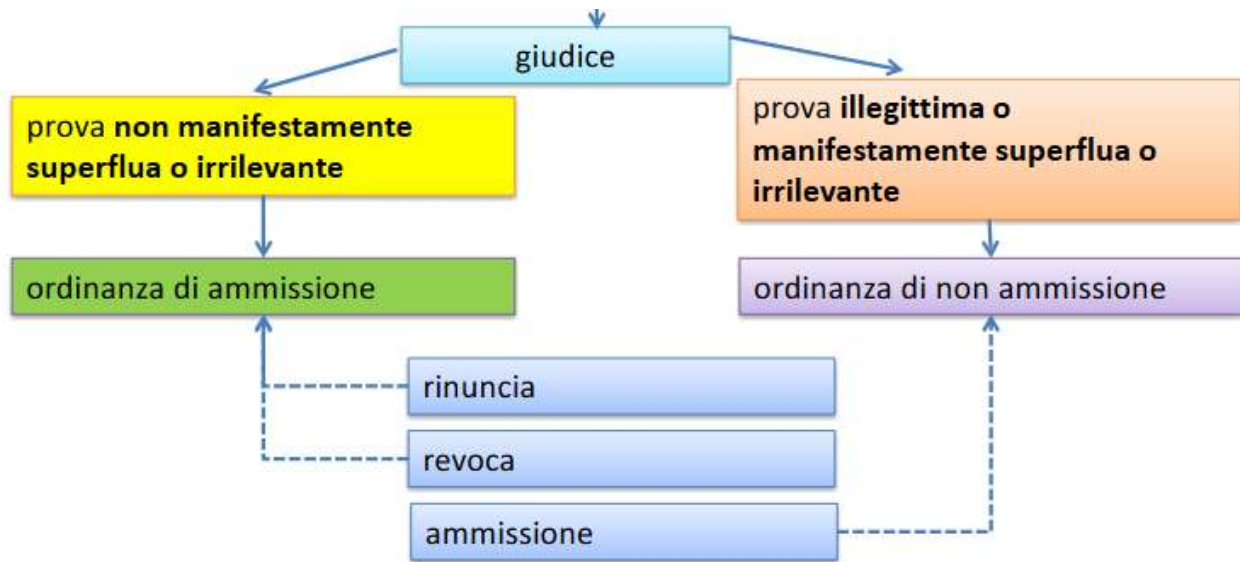 giudice
prova non manifestamente
superflua o irrilevante
prova illegittima o
manifestamente superflua o
irrilevante
ordinanza di ammissione
ordinanza di non ammissione
rinuncia
revoca
ammissione